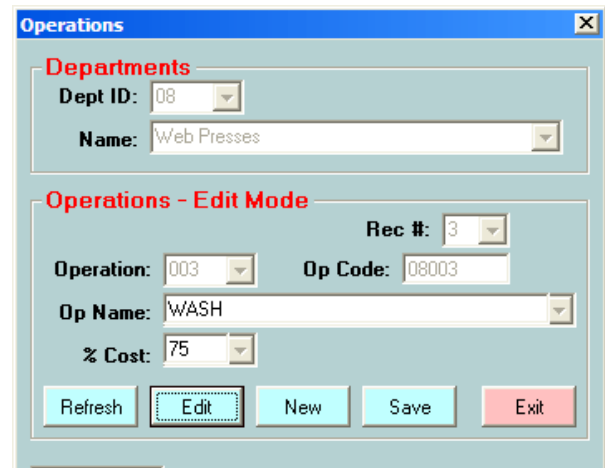 Operations
Departments
Dept ID: 08
Name: Web Presses
Operations - Edit Mode
Rec #: 3
Operation: 003 Op Code: 08003
Op Name: WASH
% Cost: 75
Refresh Edit New Save Exit